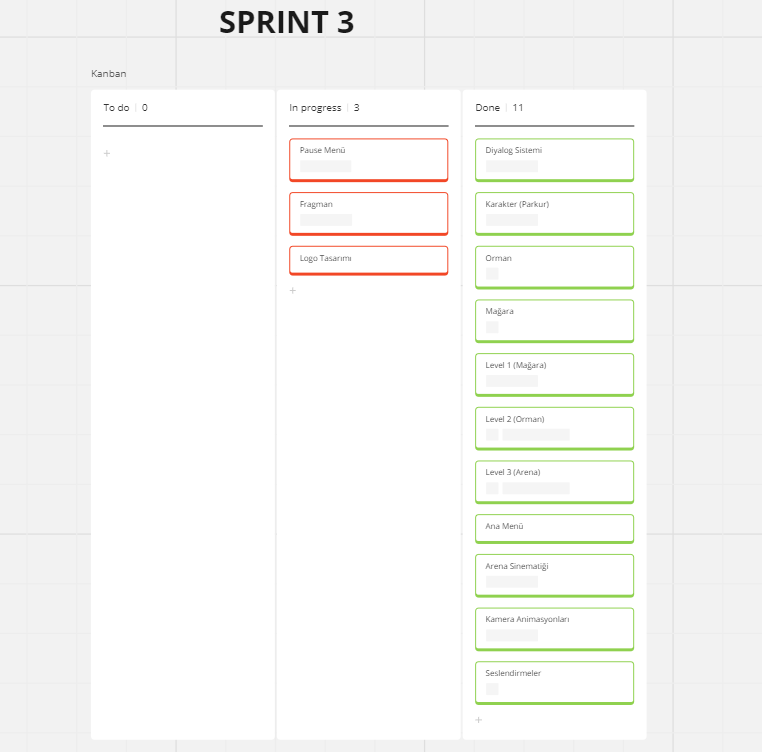 SPRINT 3
Kanban
To do | 0
+
In progress | 3
Pause Menü
Fragman
Logo Tasarımı
+
Done | 11
Diyalog Sistemi
Karakter (Parkur)
Orman
Mağara
Level 1 (Mağara)
Level 2 (Orman)
Level 3 (Arena)
Ana Menü
Arena Sinematiği
Kamera Animasyonları
Seslendirmeler
+